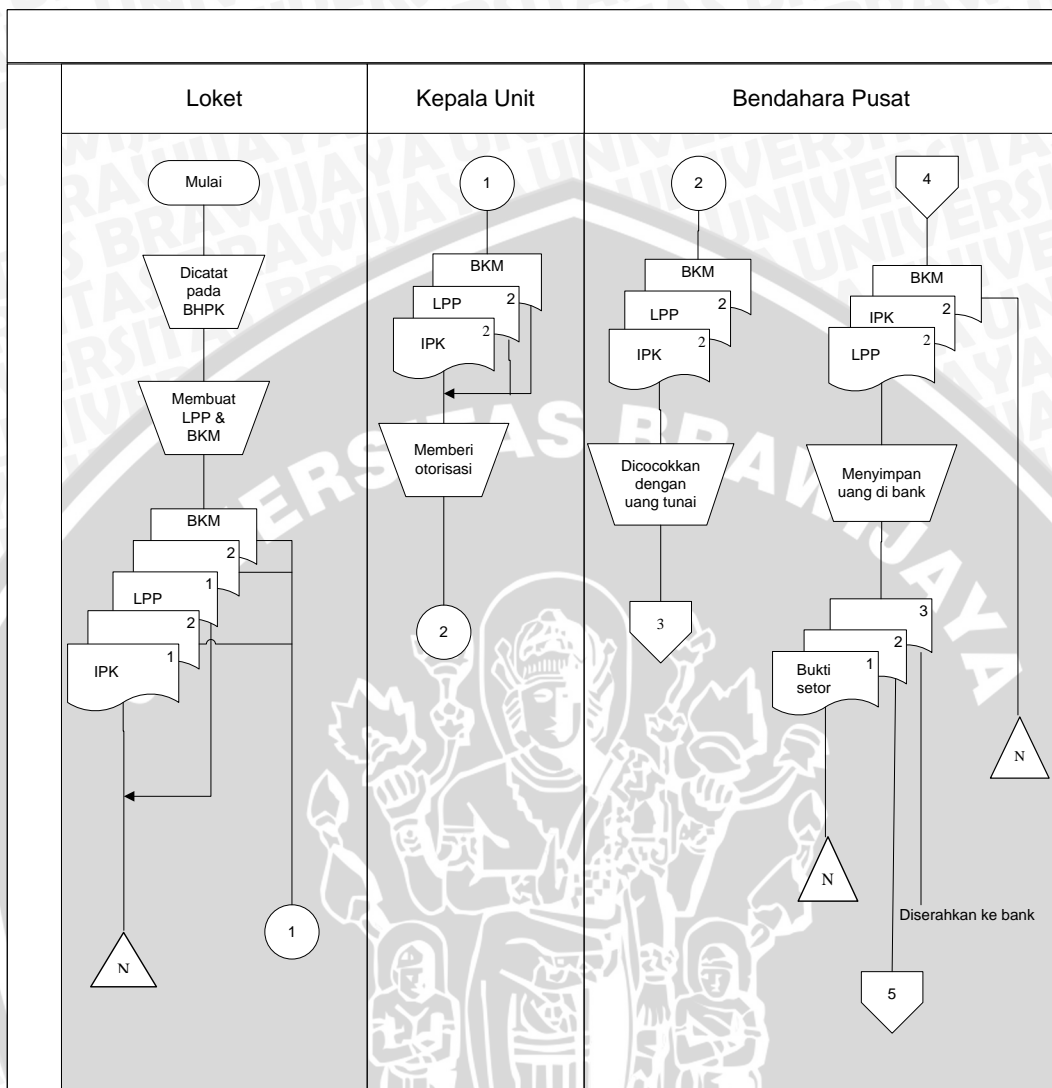 Loket
Kepala Unit
Bendahara Pusat
Mulai
Dicatat
pada
BHPK
Membuat
LPP &
BKM
BKM
2
LPP
1
2
IPK
1
N
1
1
BKM
LPP
2
IPK
2
Memberi
otorisasi
2
2
BKM
LPP
2
IPK
2
Dicocokkan
dengan
uang tunai
3
4
BKM
IPK
2
LPP
2
Menyimpan
uang di bank
3
2
Bukti
setor
1
N
N
Diserahkan ke bank
5
UNIVERSITAS BRAWIJAYA